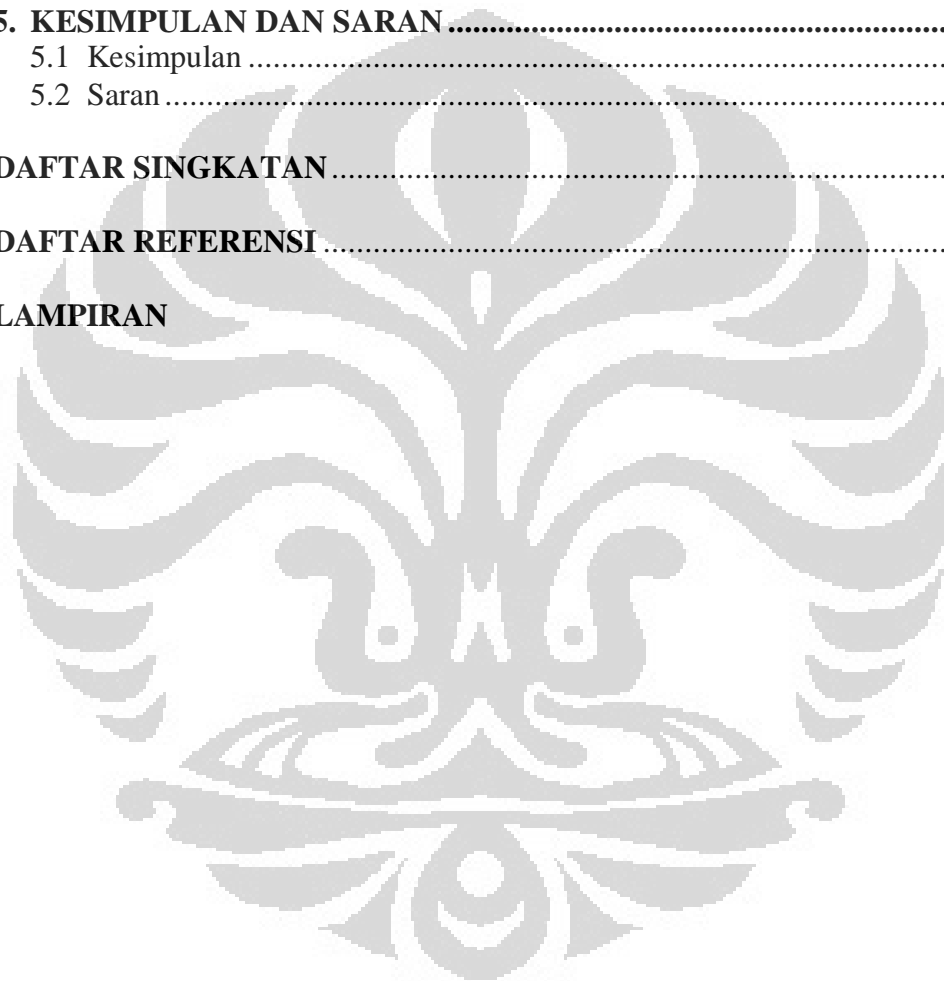 5. KESIMPULAN DAN SARAN ..........................................................
5.1 Kesimpulan ....................................................................................
5.2 Saran ..............................................................................................
DAFTAR SINGKATAN .........................................................................
DAFTAR REFERENSI ..........................................................................
LAMPIRAN